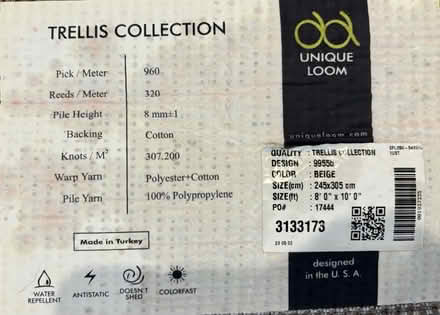 TRELLIS COLLECTION
Pick / Meter 960
Reeds / Meter 320
Pile Height 8 mm±1
Backing Cotton
Knots / M² 307.200
Warp Yarn Polyester+Cotton
Pile Yarn 100% Polypropylene
Made in Turkey
WATER
REPELLENT
ANTISTATIC
DOESN'T
SHED
COLORFAST
UNIQUE
LOOM
uniqueloom.com
QUALITY : TRELLIS COLLECTION
DESIGN : 9955b
COLOR : BEIGE
SIZE(cm) : 245x305 cm
SIZE(ft) : 8' 0" x 10' 0"
PO# : 17444
3133173
designed
in the U. S. A.